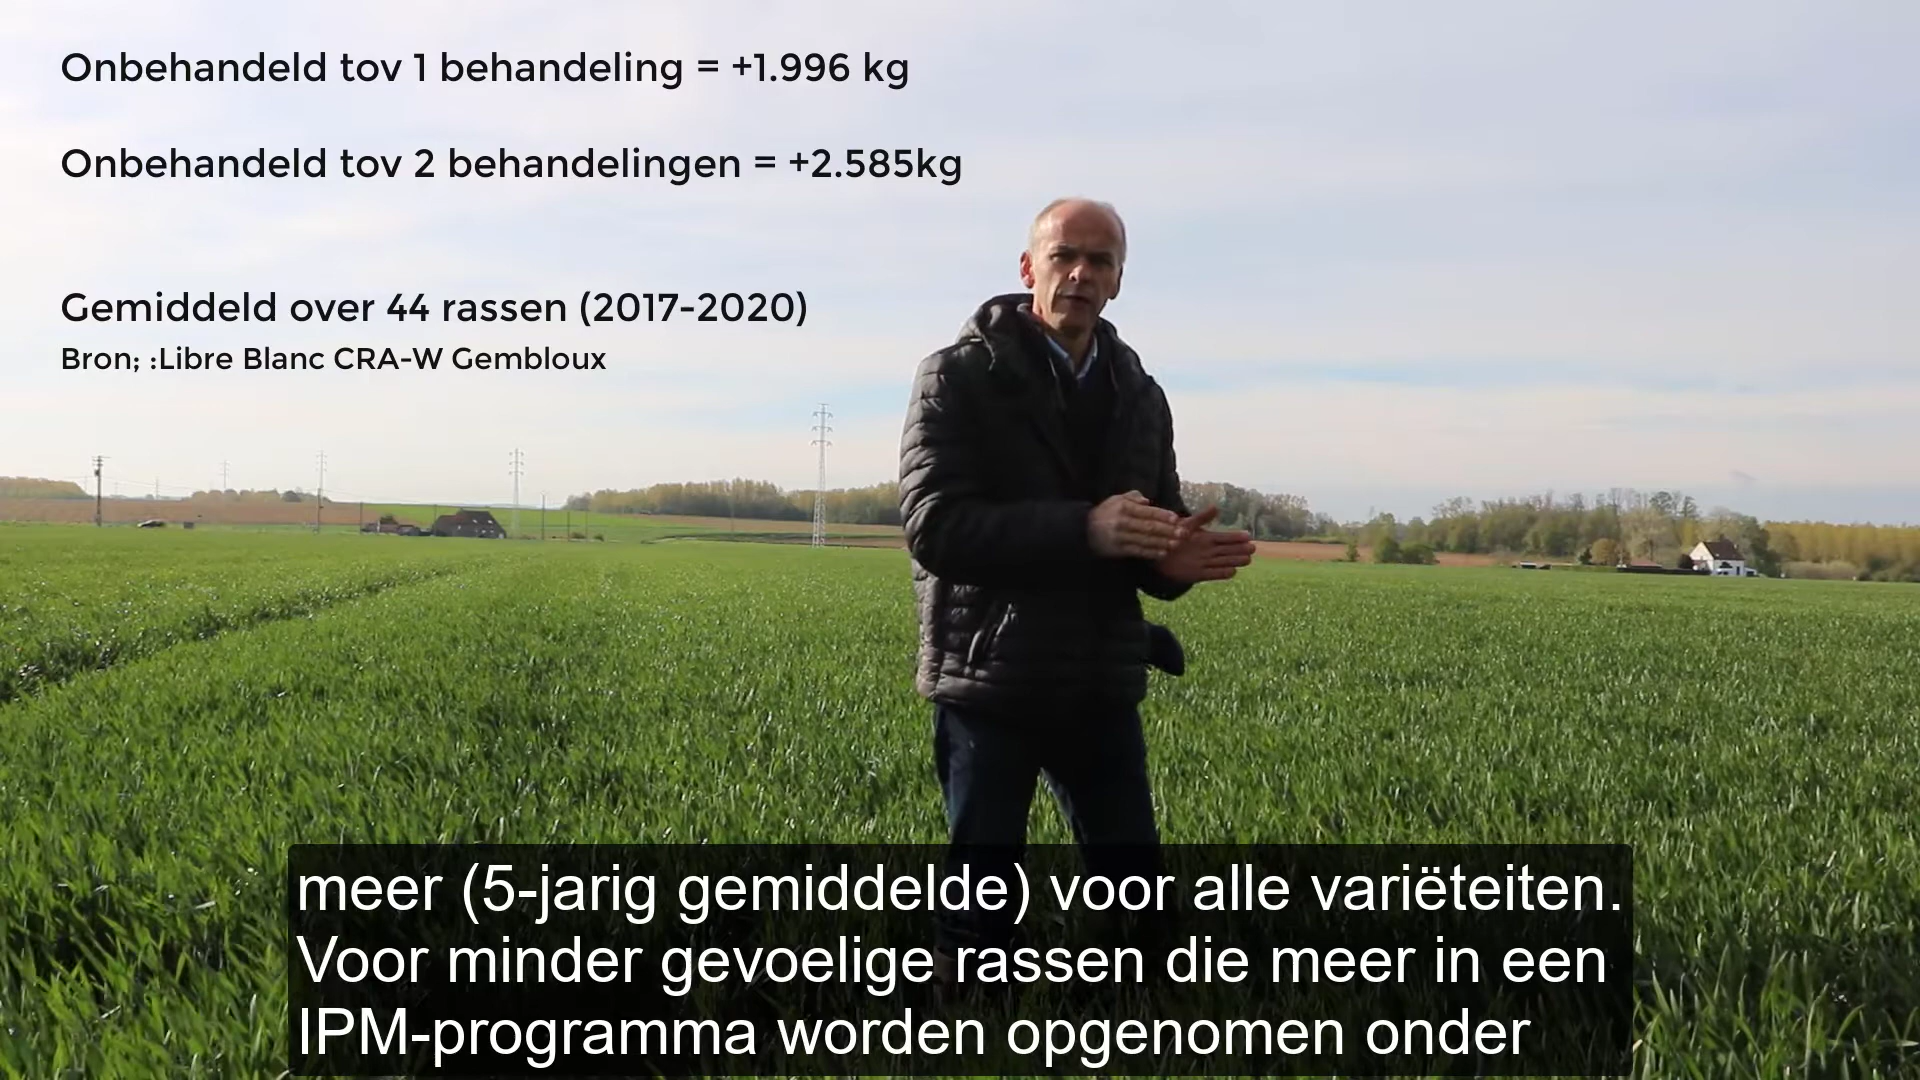 Onbehandeld tov 1 behandeling = +1.996 kg
Onbehandeld tov 2 behandelingen = +2.585kg
Gemiddeld over 44 rassen (2017-2020)
Bron; :Libre Blanc CRA-W Gembloux
meer (5-jarig gemiddelde) voor alle variëteiten.
Voor minder gevoelige rassen die meer in een
IPM-programma worden opgenomen onder